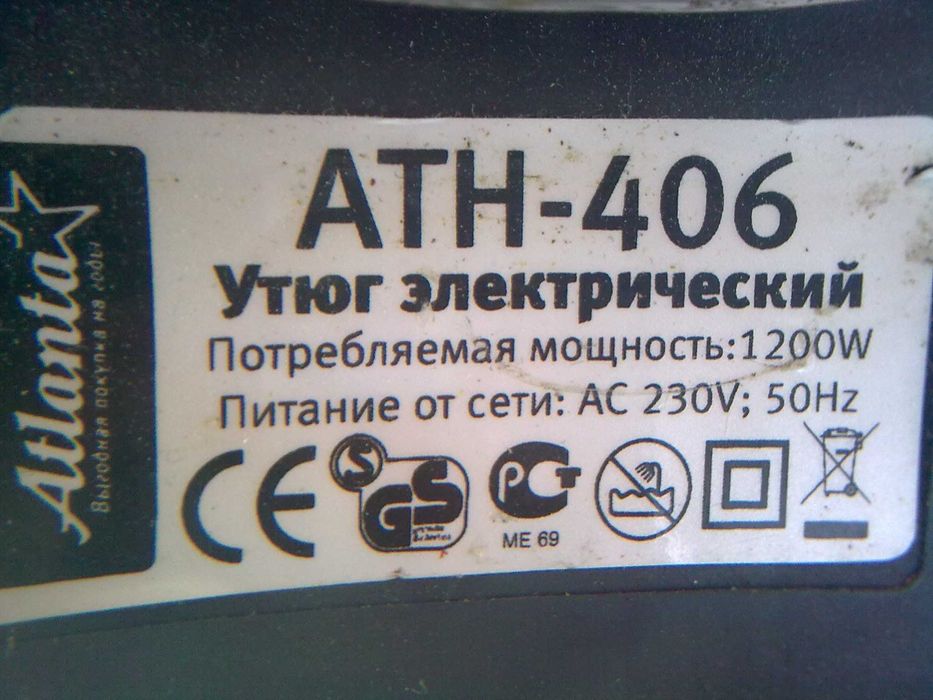 Atlanta
Выгодная покупка на годы
ATH-406
Утюг электрический
Потребляемая мощность:1200W
Питание от сети: AC 230V; 50Hz
CE
S
GS
РСТ
ME 69